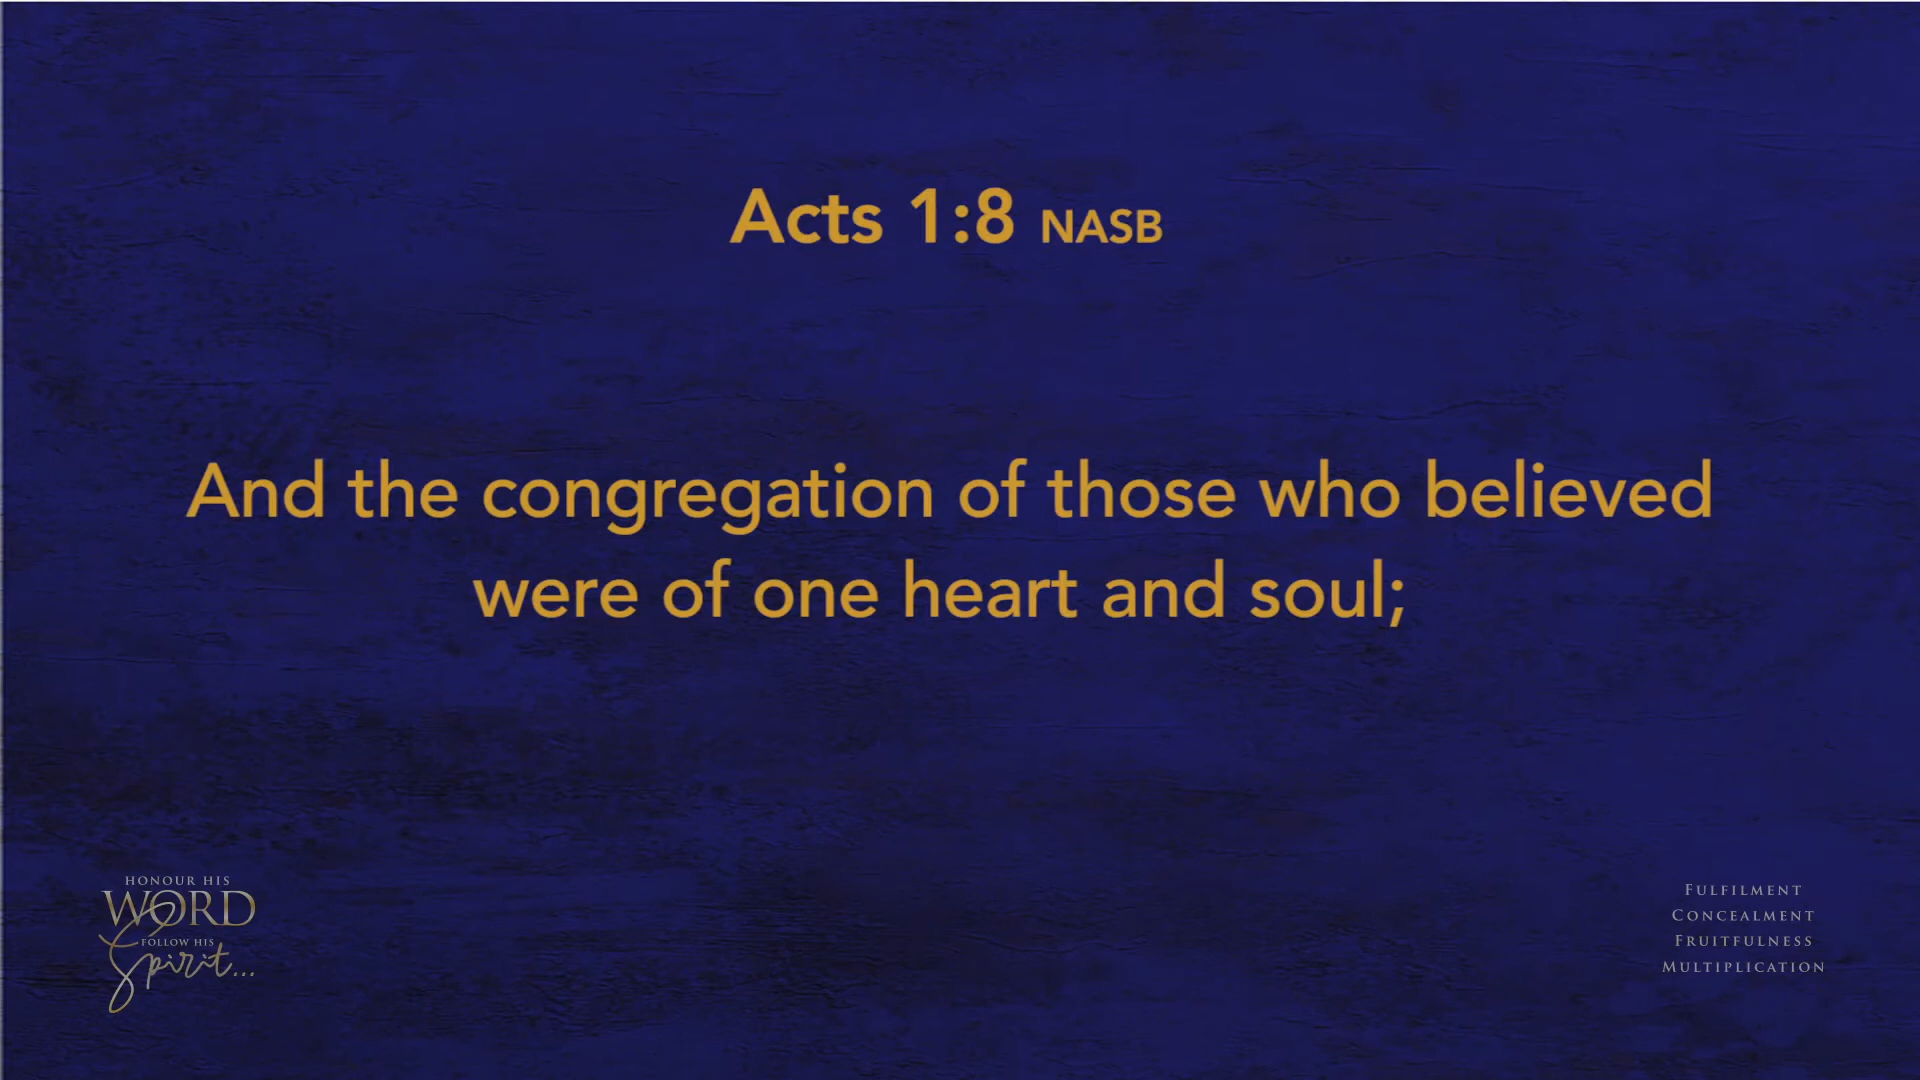 Acts 1:8 NASB
And the congregation of those who believed
were of one heart and soul;
HONOUR HIS
WORD
FOLLOW HIS
Spirit...
FULFILMENT
CONCEALMENT
FRUITFULNESS
MULTIPLICATION